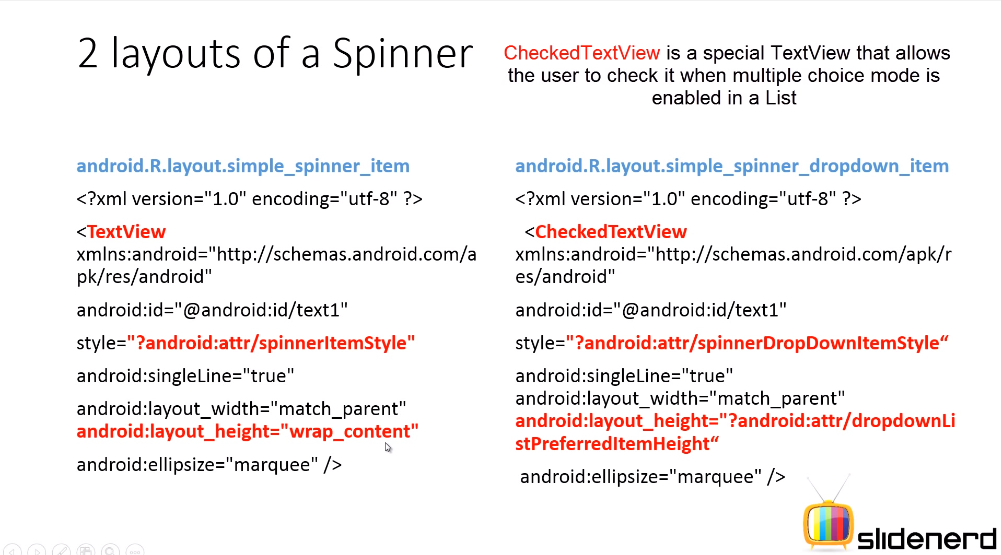 2 layouts of a Spinner
CheckedTextView is a special TextView that allows
the user to check it when multiple choice mode is
enabled in a List
android.R.layout.simple_spinner_item
<?xml version="1.0" encoding="utf-8" ?>
<TextView
xmlns:android="http://schemas.android.com/a
pk/res/android"
android:id="@android:id/text1"
style="?android:attr/spinnerItemStyle"
android:singleLine="true"
android:layout_width="match_parent"
android:layout_height="wrap_content"
android:ellipsize="marquee" />
android.R.layout.simple_spinner_dropdown_item
<?xml version="1.0" encoding="utf-8" ?>
<CheckedTextView
xmlns:android="http://schemas.android.com/apk/r
es/android"
android:id="@android:id/text1"
style="?android:attr/spinnerDropDownItemStyle“
android:singleLine="true"
android:layout_width="match_parent"
android:layout_height="?android:attr/dropdownLi
stPreferredItemHeight“
android:ellipsize="marquee" />
slidenerd